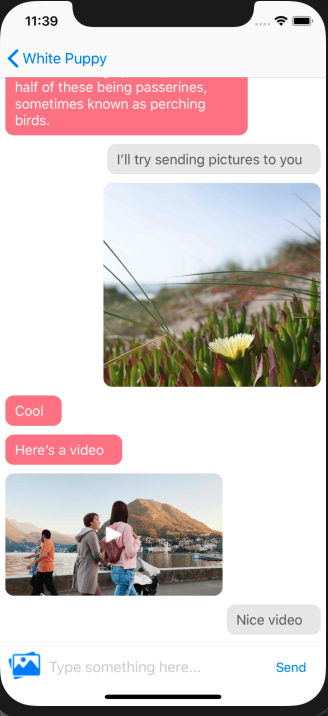 11:39
White Puppy
half of these being passerines,
sometimes known as perching
birds.
I'll try sending pictures to you
Cool
Here's a video
Nice video
Type something here...
Send